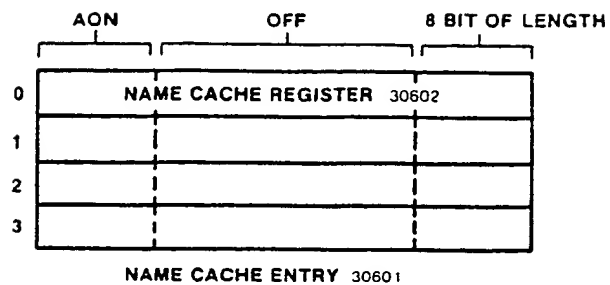 AON OFF 8 BIT OF LENGTH
0 NAME CACHE REGISTER 30602
1
2
3
NAME CACHE ENTRY 30601